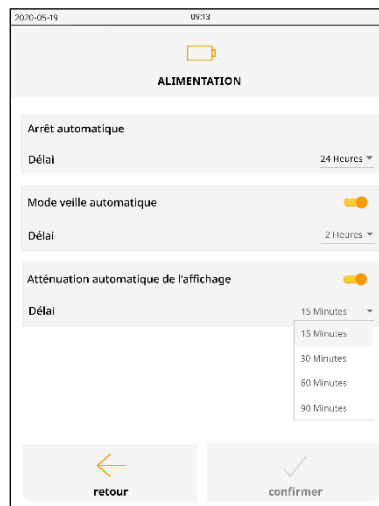 2020-05-19 09:13
ALIMENTATION
Arrêt automatique
Délai 24 Heures
Mode veille automatique
Délai 2 Heures
Atténuation automatique de l'affichage
Délai 15 Minutes
15 Minutes
30 Minutes
60 Minutes
90 Minutes
retour confirmer